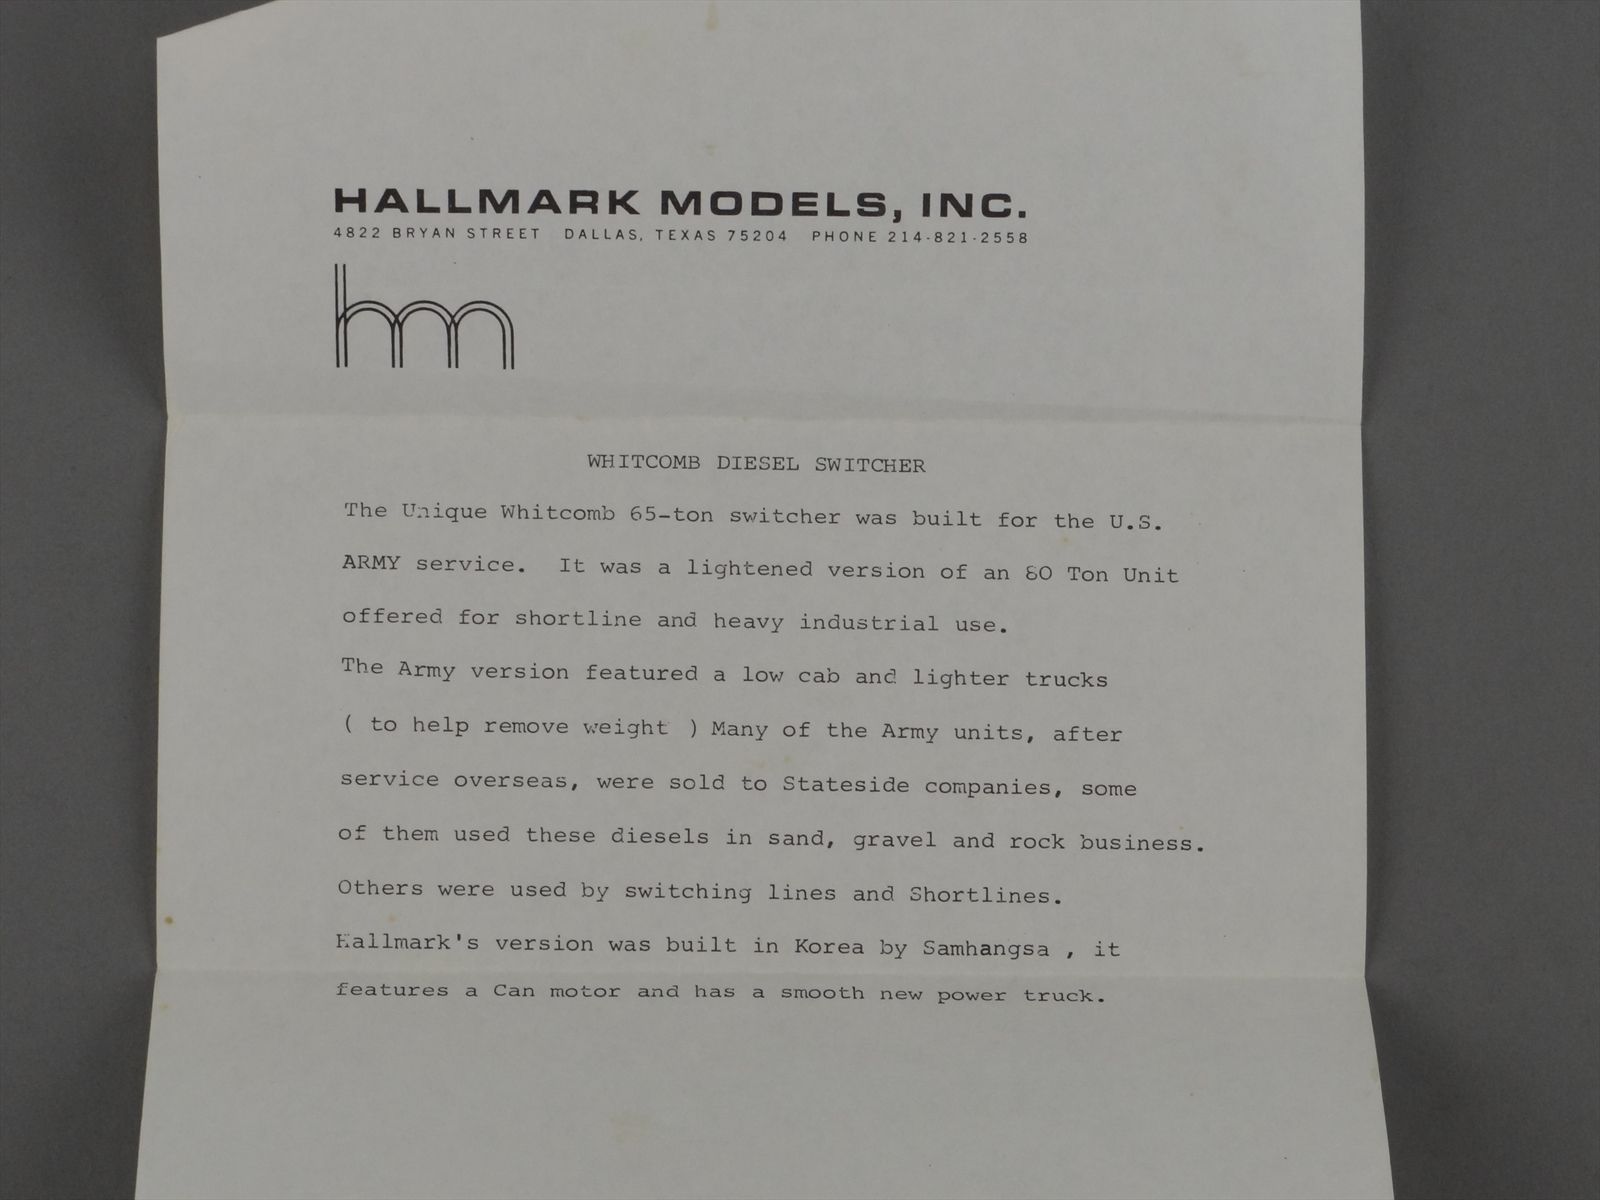 HALLMARK MODELS, INC.
4822 BRYAN STREET DALLAS, TEXAS 75204 PHONE 214-821-2558
hm
WHITCOMB DIESEL SWITCHER
The Unique Whitcomb 65-ton switcher was built for the U.S.
ARMY service. It was a lightened version of an 80 Ton Unit
offered for shortline and heavy industrial use.
The Army version featured a low cab and lighter trucks
( to help remove weight ) Many of the Army units, after
service overseas, were sold to Stateside companies, some
of them used these diesels in sand, gravel and rock business.
Others were used by switching lines and Shortlines.
Hallmark's version was built in Korea by Samhangsa , it
features a Can motor and has a smooth new power truck.